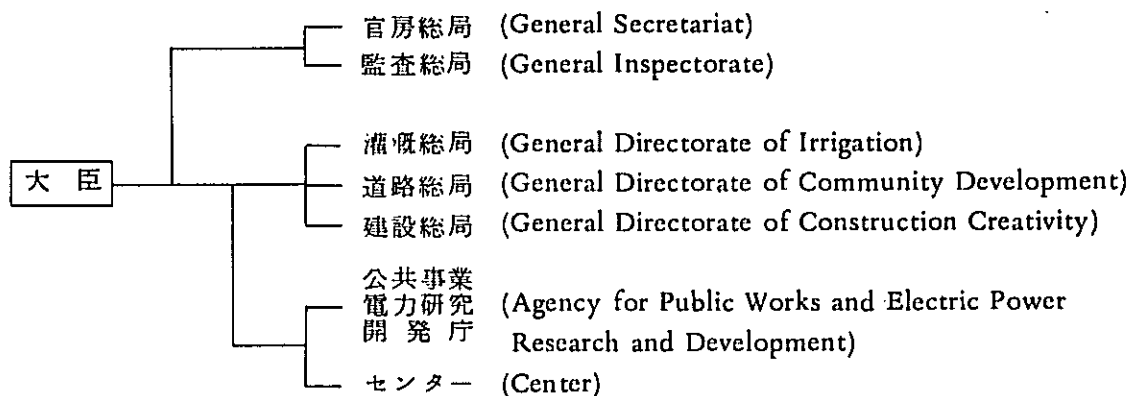 官房総局 (General Secretariat)
監査総局 (General Inspectorate)
灌漑総局 (General Directorate of Irrigation)
大臣
道路総局 (General Directorate of Community Development)
建設総局 (General Directorate of Construction Creativity)
公共事業
電力研究 (Agency for Public Works and Electric Power
開発庁 Research and Development)
センター (Center)